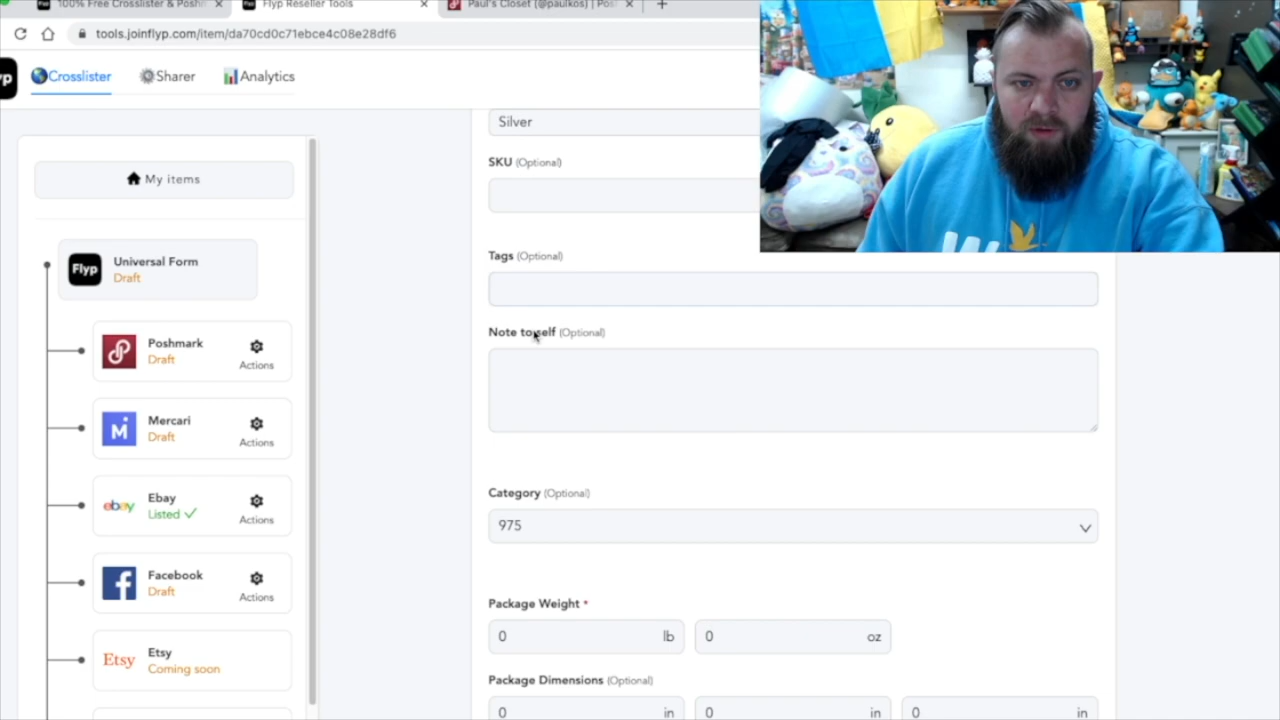 100% Free Crosslister & Poshm
Flyp Reseller Tools
Paul's Closet (@paulkos) | Posh
tools.joinflyp.com/item/da70cd0c71ebce4c08e28df6
yp
Crosslister
Sharer
Analytics
My items
Flyp
Universal Form
Draft
Poshmark
Draft
Actions
Mercari
Draft
Actions
ebay
Ebay
Listed
Actions
Facebook
Draft
Actions
Etsy
Etsy
Coming soon
Silver
SKU (Optional)
Tags (Optional)
Note to self (Optional)
Category (Optional)
975
Package Weight *
0 lb 0 oz
Package Dimensions (Optional)
0 in 0 in 0 in